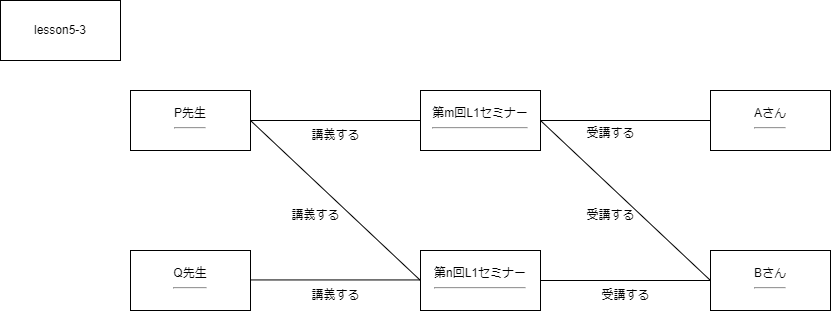 lesson5-3
P先生
第m回L1セミナー
Aさん
講義する
受講する
講義する
受講する
Q先生
第n回L1セミナー
Bさん
講義する
受講する